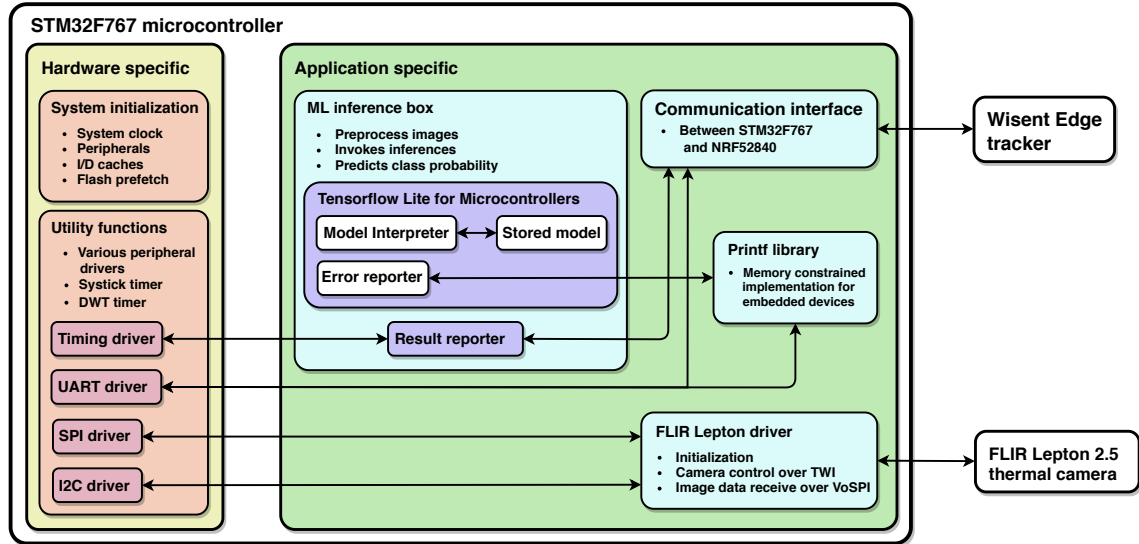 STM32F767 microcontroller
Hardware specific
System initialization
• System clock
• Peripherals
• I/D caches
• Flash prefetch
Utility functions
• Various peripheral
drivers
• Systick timer
• DWT timer
Timing driver
UART driver
SPI driver
I2C driver
Application specific
ML inference box
• Preprocess images
• Invokes inferences
• Predicts class probability
Tensorflow Lite for Microcontrollers
Model Interpreter
Stored model
Error reporter
Result reporter
Communication interface
• Between STM32F767
and NRF52840
Printf library
• Memory constrained
implementation for
embedded devices
FLIR Lepton driver
• Initialization
• Camera control over TWI
• Image data receive over VoSPI
Wisent Edge
tracker
FLIR Lepton 2.5
thermal camera